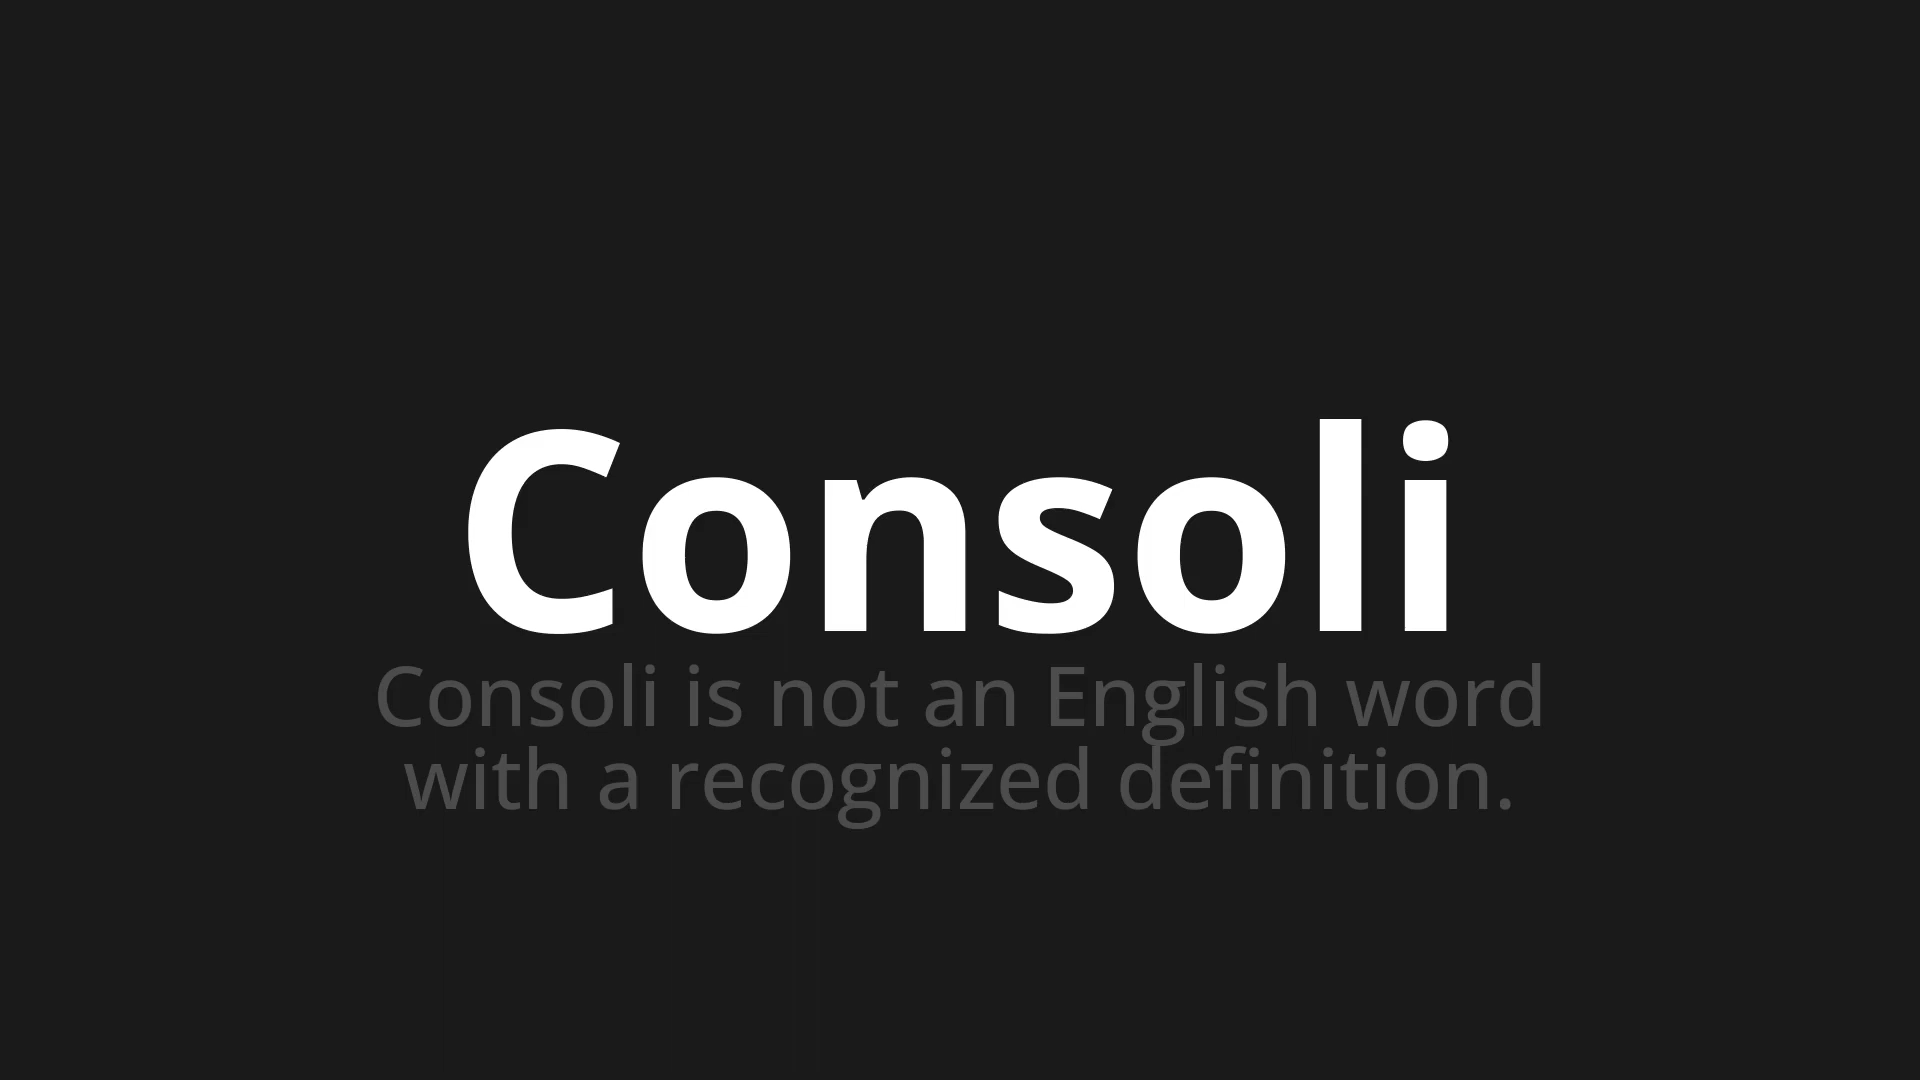 Consoli
Consoli is not an English word
with a recognized definition.